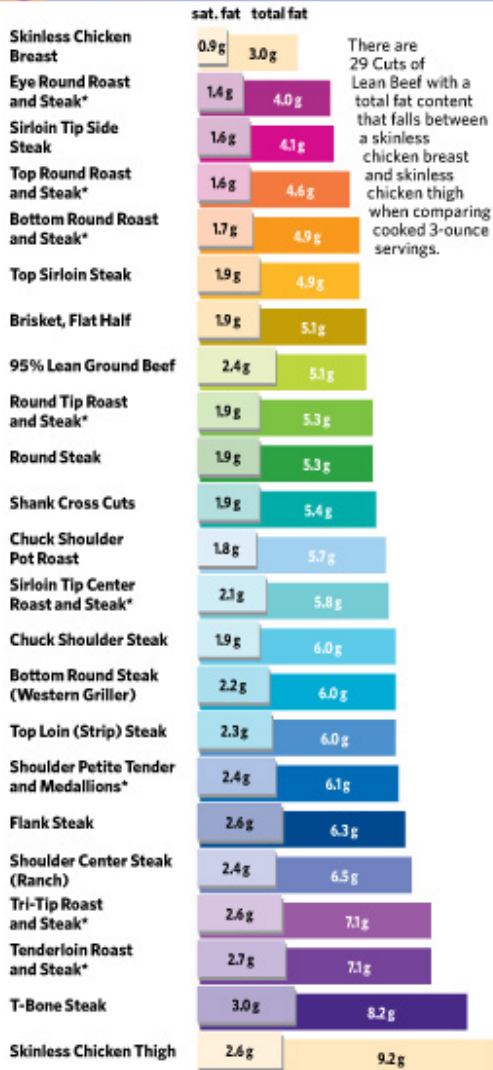 sat. fat total fat
Skinless Chicken
Breast
0.9g 3.0g
There are
29 Cuts of
Lean Beef with a
total fat content
that falls between
a skinless
chicken breast
and skinless
chicken thigh
when comparing
cooked 3-ounce
servings.
Eye Round Roast
and Steak*
1.4g 4.0g
Sirloin Tip Side
Steak
1.6g 4.1g
Top Round Roast
and Steak*
1.6g 4.6g
Bottom Round Roast
and Steak*
1.7g 4.9g
Top Sirloin Steak
1.9g 4.9g
Brisket, Flat Half
1.9g 5.1g
95% Lean Ground Beef
2.4g 5.1g
Round Tip Roast
and Steak*
1.9g 5.3g
Round Steak
1.9g 5.3g
Shank Cross Cuts
1.9g 5.4g
Chuck Shoulder
Pot Roast
1.8g 5.7g
Sirloin Tip Center
Roast and Steak*
2.1g 5.8g
Chuck Shoulder Steak
1.9g 6.0g
Bottom Round Steak
(Western Griller)
2.2g 6.0g
Top Loin (Strip) Steak
2.3g 6.0g
Shoulder Petite Tender
and Medallions*
2.4g 6.1g
Flank Steak
2.6g 6.3g
Shoulder Center Steak
(Ranch)
2.4g 6.5g
Tri-Tip Roast
and Steak*
2.6g 7.1g
Tenderloin Roast
and Steak*
2.7g 7.1g
T-Bone Steak
3.0g 8.2g
Skinless Chicken Thigh
2.6g 9.2g